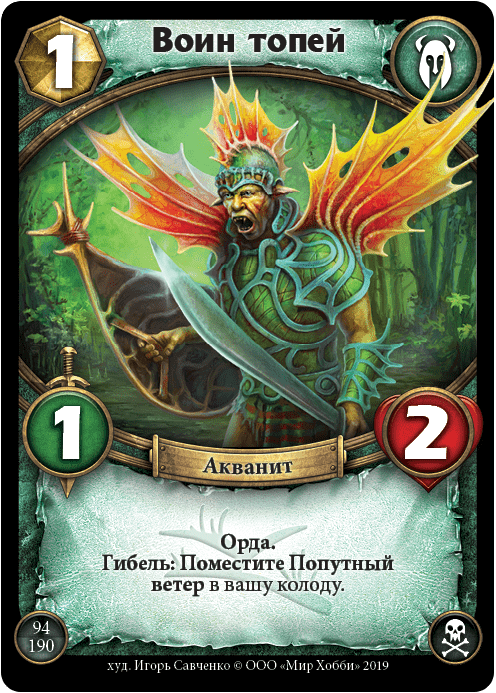 1
Воин топей
1
2
Акванит
Орда.
Гибель: Поместите Попутный
ветер в вашу колоду.
94
190
худ. Игорь Савченко © ООО «Мир Хобби» 2019